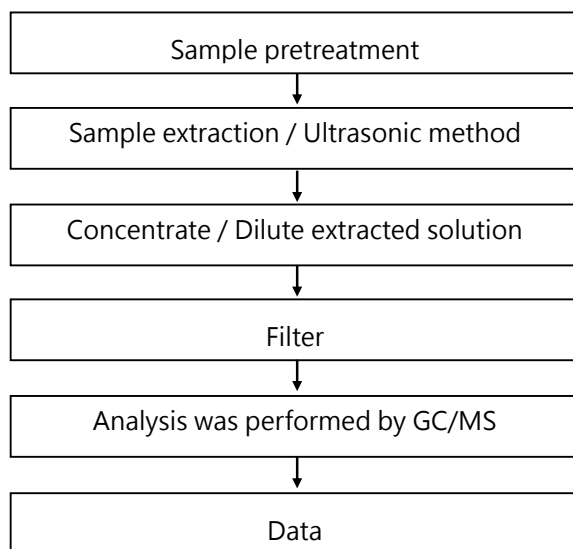 Sample pretreatment
Sample extraction / Ultrasonic method
Concentrate / Dilute extracted solution
Filter
Analysis was performed by GC/MS
Data